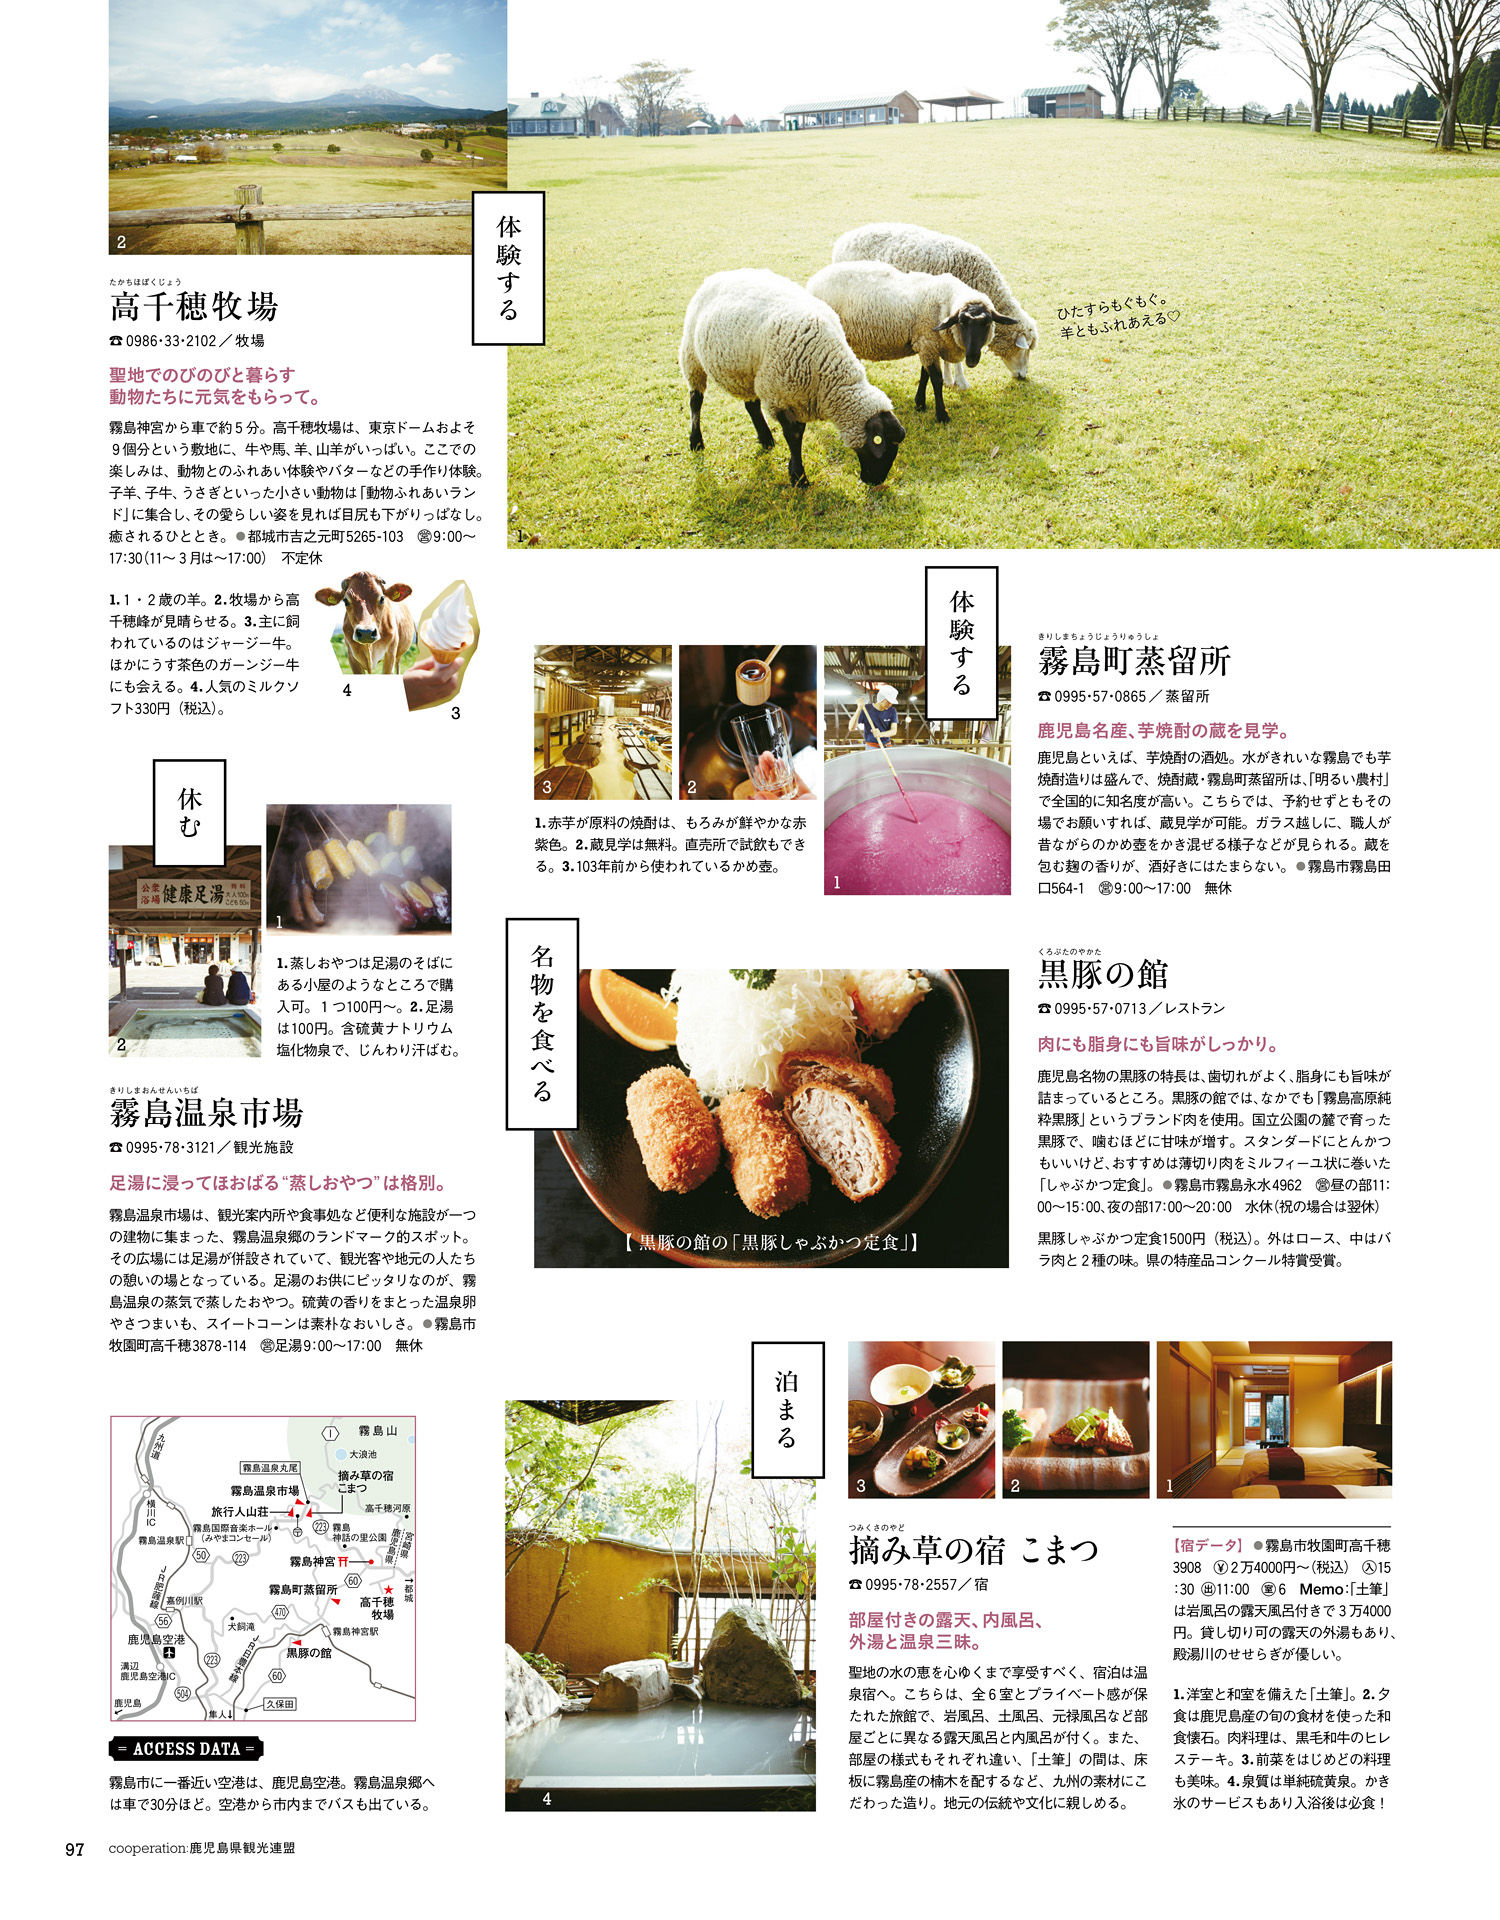 2
体験する
たかちほぼくじょう
高千穂牧場
☎0986・33・2102／牧場
聖地でのびのびと暮らす
動物たちに元気をもらって。
霧島神宮から車で約５分。高千穂牧場は、東京ドームおよそ
９個分という敷地に、牛や馬、羊、山羊がいっぱい。ここでの
楽しみは、動物とのふれあい体験やバターなどの手作り体験。
子羊、子牛、うさぎといった小さい動物は「動物ふれあいラン
ド」に集合し、その愛らしい姿を見れば目尻も下がりっぱなし。
癒されるひととき。●都城市吉之元町5265-103　㊢9:00〜
17:30（11〜３月は〜17:00）　不定休
1.１・２歳の羊。2.牧場から高
千穂峰が見晴らせる。3.主に飼
われているのはジャージー牛。
ほかにうす茶色のガーンジー牛
にも会える。4.人気のミルクソ
フト330円（税込）。
4
3
ひたすらもぐもぐ。
羊ともふれあえる♡
1
体験する
3
2
1
1.赤芋が原料の焼酎は、もろみが鮮やかな赤
紫色。2.蔵見学は無料。直売所で試飲もでき
る。3.103年前から使われているかめ壺。
きりしまちょうじょうりゅうしょ
霧島町蒸留所
☎0995・57・0865／蒸留所
鹿児島名産、芋焼酎の蔵を見学。
鹿児島といえば、芋焼酎の酒処。水がきれいな霧島でも芋
焼酎造りは盛んで、焼酎蔵・霧島町蒸留所は、「明るい農村」
で全国的に知名度が高い。こちらでは、予約せずともその
場でお願いすれば、蔵見学が可能。ガラス越しに、職人が
昔ながらのかめ壺をかき混ぜる様子などが見られる。蔵を
包む麹の香りが、酒好きにはたまらない。●霧島市霧島田
口564-1　㊢9:00〜17:00　無休
休む
公衆浴場
健康足湯
1
2
1.蒸しおやつは足湯のそばに
ある小屋のようなところで購
入可。１つ100円〜。2.足湯
は100円。含硫黄ナトリウム
塩化物泉で、じんわり汗ばむ。
きりしまおんせんいちば
霧島温泉市場
☎0995・78・3121／観光施設
足湯に浸ってほおばる“蒸しおやつ”は格別。
霧島温泉市場は、観光案内所や食事処など便利な施設が一つ
の建物に集まった、霧島温泉郷のランドマーク的スポット。
その広場には足湯が併設されていて、観光客や地元の人たち
の憩いの場となっている。足湯のお供にピッタリなのが、霧
島温泉の蒸気で蒸したおやつ。硫黄の香りをまとった温泉卵
やさつまいも、スイートコーンは素朴なおいしさ。●霧島市
牧園町高千穂3878-114　㊢足湯9:00〜17:00　無休
名物を食べる
【 黒豚の館の「黒豚しゃぶかつ定食」】
くろぶたのやかた
黒豚の館
☎0995・57・0713／レストラン
肉にも脂身にも旨味がしっかり。
鹿児島名物の黒豚の特長は、歯切れがよく、脂身にも旨味が
詰まっているところ。黒豚の館では、なかでも「霧島高原純
粋黒豚」というブランド肉を使用。国立公園の麓で育った
黒豚で、噛むほどに甘味が増す。スタンダードにとんかつ
もいいけど、おすすめは薄切り肉をミルフィーユ状に巻いた
「しゃぶかつ定食」。●霧島市霧島永水4962　㊢昼の部11:
00〜15:00、夜の部17:00〜20:00　水休（祝の場合は翌休）
黒豚しゃぶかつ定食1500円（税込）。外はロース、中はバ
ラ肉と２種の味。県の特産品コンクール特賞受賞。
九州道
霧島山
1
大浪池
霧島温泉丸尾
摘み草の宿
こまつ
霧島温泉市場
横川IC
旅行人山荘
高千穂河原
霧島国際音楽ホール
（みやまコンセール）
223
霧島
神話の里公園
鹿児島県
宮崎県
霧島温泉駅
50
223
霧島神宮
60
→都城
JR肥薩線
霧島町蒸留所
高千穂
牧場
嘉例川駅
56
犬飼滝
470
霧島神宮駅
鹿児島空港
223
JR日豊本線
黒豚の館
溝辺
鹿児島空港IC
60
504
鹿児島
隼人↓
久保田
ACCESS DATA
霧島市に一番近い空港は、鹿児島空港。霧島温泉郷へ
は車で30分ほど。空港から市内までバスも出ている。
泊まる
4
3
2
1
つみくさのやど
摘み草の宿 こまつ
☎0995・78・2557／宿
部屋付きの露天、内風呂、
外湯と温泉三昧。
聖地の水の恵を心ゆくまで享受すべく、宿泊は温
泉宿へ。こちらは、全６室とプライベート感が保
たれた旅館で、岩風呂、土風呂、元禄風呂など部
屋ごとに異なる露天風呂と内風呂が付く。また、
部屋の様式もそれぞれ違い、「土筆」の間は、床
板に霧島産の楠木を配するなど、九州の素材にこ
だわった造り。地元の伝統や文化に親しめる。
【宿データ】●霧島市牧園町高千穂
3908　Ⓨ２万4000円〜（税込）　入15
:30 出11:00　室6　Memo:「土筆」
は岩風呂の露天風呂付きで３万4000
円。貸し切り可の露天の外湯もあり、
殿湯川のせせらぎが優しい。
1.洋室と和室を備えた「土筆」。2.夕
食は鹿児島産の旬の食材を使った和
食懐石。肉料理は、黒毛和牛のヒレ
ステーキ。3.前菜をはじめどの料理
も美味。4.泉質は単純硫黄泉。かき
氷のサービスもあり入浴後は必食！
97
cooperation:鹿児島県観光連盟